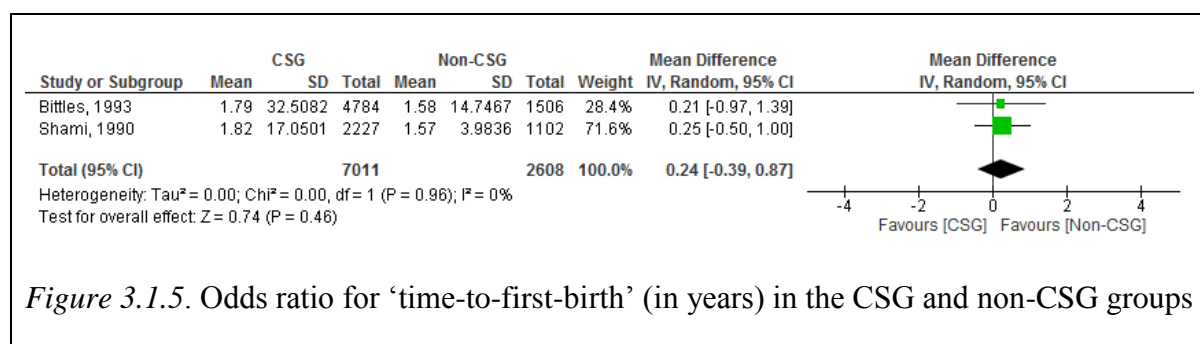 CSG Non-CSG Mean Difference Mean Difference
Study or Subgroup Mean SD Total Mean SD Total Weight IV, Random, 95% CI IV, Random, 95% CI
Bittles, 1993 1.79 32.5082 4784 1.58 14.7467 1506 28.4% 0.21 [-0.97, 1.39]
Shami, 1990 1.82 17.0501 2227 1.57 3.9836 1102 71.6% 0.25 [-0.50, 1.00]
Total (95% CI) 7011 2608 100.0% 0.24 [-0.39, 0.87]
Heterogeneity: Tau² = 0.00; Chi² = 0.00, df = 1 (P = 0.96); I² = 0%
Test for overall effect: Z = 0.74 (P = 0.46)
-4 -2 0 2 4
Favours [CSG] Favours [Non-CSG]
Figure 3.1.5. Odds ratio for ‘time-to-first-birth’ (in years) in the CSG and non-CSG groups